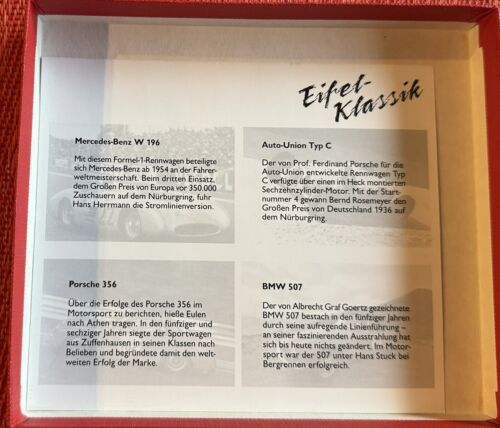 Eifel-
Klassik
Mercedes-Benz W 196
Mit diesem Formel-1-Rennwagen beteiligte
sich Mercedes-Benz ab 1954 an der Fahrer-
weltmeisterschaft. Beim dritten Einsatz,
dem Großen Preis von Europa vor 350.000
Zuschauern auf dem Nürburgring, fuhr
Hans Herrmann die Stromlinienversion.
Auto-Union Typ C
Der von Prof. Ferdinand Porsche für die
Auto-Union entwickelte Rennwagen Typ
C verfügte über einen im Heck montierten
Sechzehnzylinder-Motor. Mit der Start-
nummer 4 gewann Bernd Rosemeyer den
Großen Preis von Deutschland 1936 auf
dem Nürburgring.
Porsche 356
Über die Erfolge des Porsche 356 im
Motorsport zu berichten, hieße Eulen
nach Athen tragen. In den fünfziger und
sechziger Jahren siegte der Sportwagen
aus Zuffenhausen in seinen Klassen nach
Belieben und begründete damit den welt-
weiten Erfolg der Marke.
BMW 507
Der von Albrecht Graf Goertz gezeichnete
BMW 507 bestach in den fünfziger Jahren
durch seine aufregende Linienführung –
an seiner faszinierenden Ausstrahlung hat
sich bis heute nichts geändert. Im Motor-
sport war der 507 unter Hans Stuck bei
Bergrennen erfolgreich.